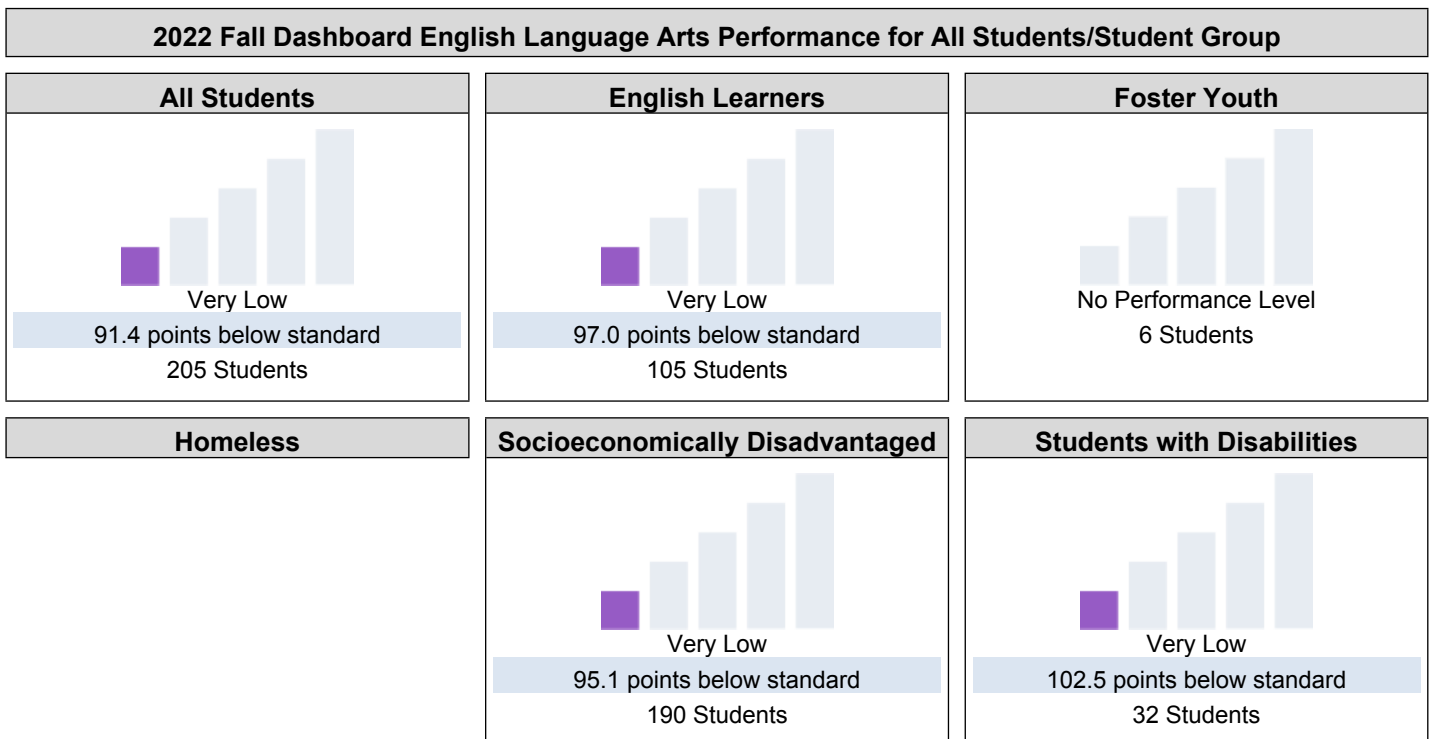 2022 Fall Dashboard English Language Arts Performance for All Students/Student Group
All Students
Very Low
91.4 points below standard
205 Students
English Learners
Very Low
97.0 points below standard
105 Students
Foster Youth
No Performance Level
6 Students
Homeless
Socioeconomically Disadvantaged
Very Low
95.1 points below standard
190 Students
Students with Disabilities
Very Low
102.5 points below standard
32 Students